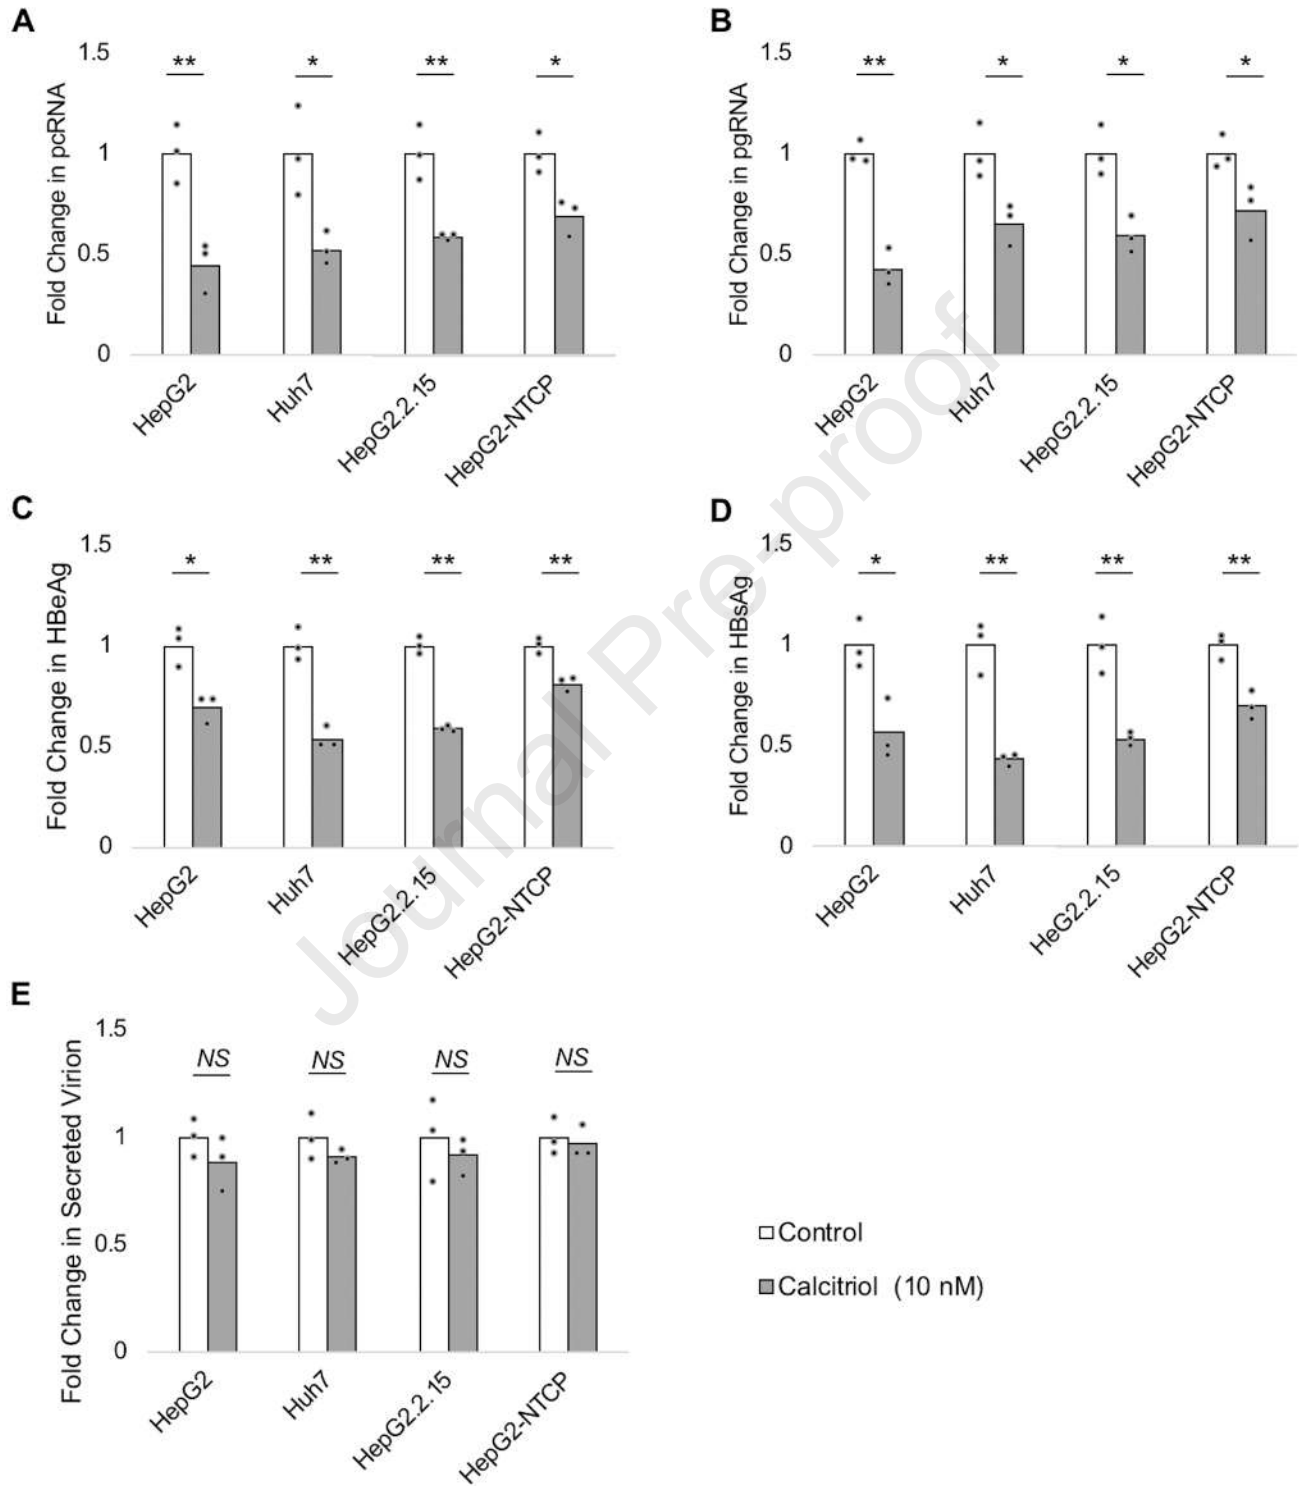 A
Fold Change in pcRNA
1.5
1
0.5
0
** * ** *
HepG2
Huh7
HepG2.2.15
HepG2-NTCP
B
Fold Change in pgRNA
1.5
1
0.5
0
** * * *
HepG2
Huh7
HepG2.2.15
HepG2-NTCP
C
Fold Change in HBeAg
1.5
1
0.5
0
* ** ** **
HepG2
Huh7
HepG2.2.15
HepG2-NTCP
D
Fold Change in HBsAg
1.5
1
0.5
0
* ** ** **
HepG2
Huh7
HeG2.2.15
HepG2-NTCP
E
Fold Change in Secreted Virion
1.5
1
0.5
0
NS NS NS NS
HepG2
Huh7
HepG2.2.15
HepG2-NTCP
Control
Calcitriol (10 nM)
Journal Pre-proof